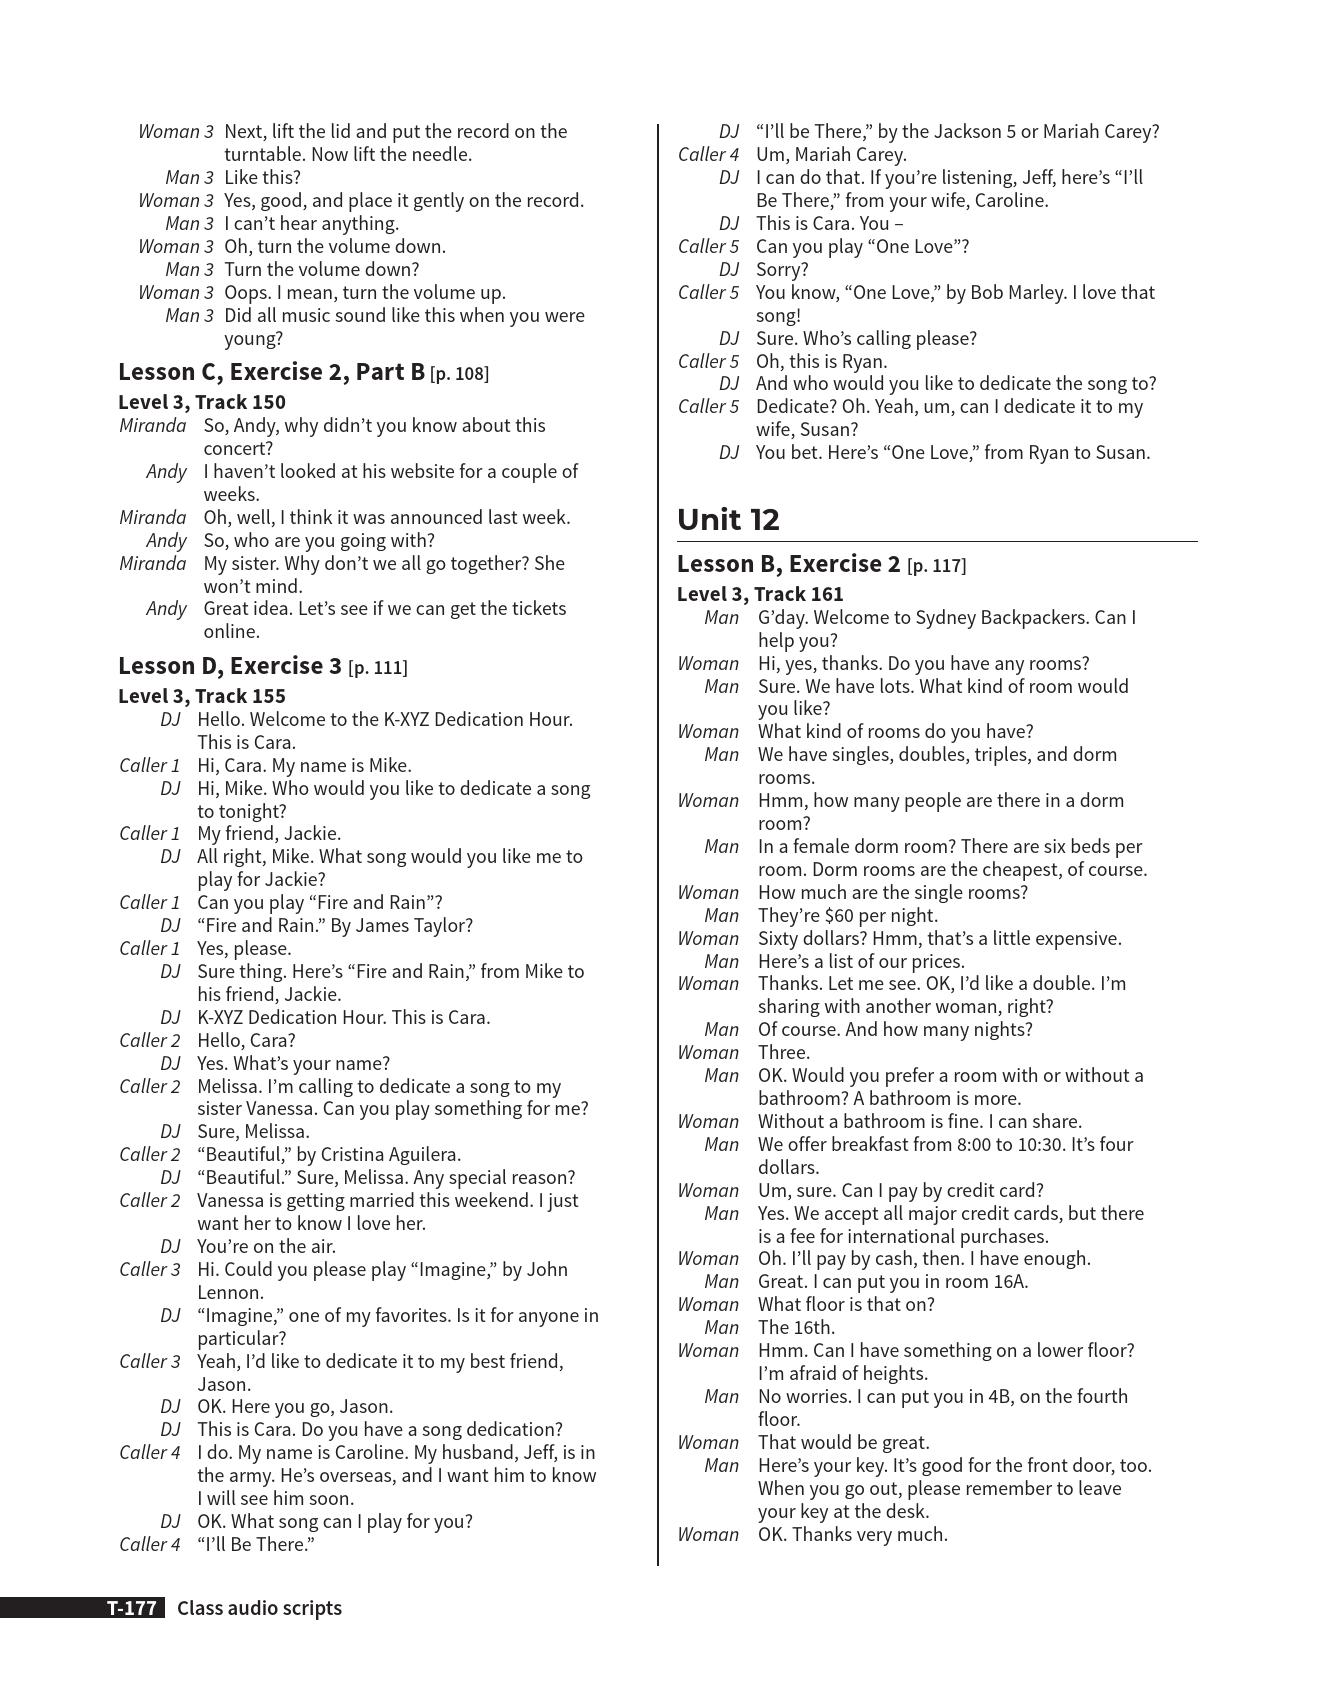 Woman 3 Next, lift the lid and put the record on the
turntable. Now lift the needle.
Man 3 Like this?
Woman 3 Yes, good, and place it gently on the record.
Man 3 I can’t hear anything.
Woman 3 Oh, turn the volume down.
Man 3 Turn the volume down?
Woman 3 Oops. I mean, turn the volume up.
Man 3 Did all music sound like this when you were
young?
Lesson C, Exercise 2, Part B [p. 108]
Level 3, Track 150
Miranda So, Andy, why didn’t you know about this
concert?
Andy I haven’t looked at his website for a couple of
weeks.
Miranda Oh, well, I think it was announced last week.
Andy So, who are you going with?
Miranda My sister. Why don’t we all go together? She
won’t mind.
Andy Great idea. Let’s see if we can get the tickets
online.
Lesson D, Exercise 3 [p. 111]
Level 3, Track 155
DJ Hello. Welcome to the K-XYZ Dedication Hour.
This is Cara.
Caller 1 Hi, Cara. My name is Mike.
DJ Hi, Mike. Who would you like to dedicate a song
to tonight?
Caller 1 My friend, Jackie.
DJ All right, Mike. What song would you like me to
play for Jackie?
Caller 1 Can you play “Fire and Rain”?
DJ “Fire and Rain.” By James Taylor?
Caller 1 Yes, please.
DJ Sure thing. Here’s “Fire and Rain,” from Mike to
his friend, Jackie.
DJ K-XYZ Dedication Hour. This is Cara.
Caller 2 Hello, Cara?
DJ Yes. What’s your name?
Caller 2 Melissa. I’m calling to dedicate a song to my
sister Vanessa. Can you play something for me?
DJ Sure, Melissa.
Caller 2 “Beautiful,” by Cristina Aguilera.
DJ “Beautiful.” Sure, Melissa. Any special reason?
Caller 2 Vanessa is getting married this weekend. I just
want her to know I love her.
DJ You’re on the air.
Caller 3 Hi. Could you please play “Imagine,” by John
Lennon.
DJ “Imagine,” one of my favorites. Is it for anyone in
particular?
Caller 3 Yeah, I’d like to dedicate it to my best friend,
Jason.
DJ OK. Here you go, Jason.
DJ This is Cara. Do you have a song dedication?
Caller 4 I do. My name is Caroline. My husband, Jeff, is in
the army. He’s overseas, and I want him to know
I will see him soon.
DJ OK. What song can I play for you?
Caller 4 “I’ll Be There.”
DJ “I’ll be There,” by the Jackson 5 or Mariah Carey?
Caller 4 Um, Mariah Carey.
DJ I can do that. If you’re listening, Jeff, here’s “I’ll
Be There,” from your wife, Caroline.
DJ This is Cara. You –
Caller 5 Can you play “One Love”?
DJ Sorry?
Caller 5 You know, “One Love,” by Bob Marley. I love that
song!
DJ Sure. Who’s calling please?
Caller 5 Oh, this is Ryan.
DJ And who would you like to dedicate the song to?
Caller 5 Dedicate? Oh. Yeah, um, can I dedicate it to my
wife, Susan?
DJ You bet. Here’s “One Love,” from Ryan to Susan.
Unit 12
Lesson B, Exercise 2 [p. 117]
Level 3, Track 161
Man G’day. Welcome to Sydney Backpackers. Can I
help you?
Woman Hi, yes, thanks. Do you have any rooms?
Man Sure. We have lots. What kind of room would
you like?
Woman What kind of rooms do you have?
Man We have singles, doubles, triples, and dorm
rooms.
Woman Hmm, how many people are there in a dorm
room?
Man In a female dorm room? There are six beds per
room. Dorm rooms are the cheapest, of course.
Woman How much are the single rooms?
Man They’re $60 per night.
Woman Sixty dollars? Hmm, that’s a little expensive.
Man Here’s a list of our prices.
Woman Thanks. Let me see. OK, I’d like a double. I’m
sharing with another woman, right?
Man Of course. And how many nights?
Woman Three.
Man OK. Would you prefer a room with or without a
bathroom? A bathroom is more.
Woman Without a bathroom is fine. I can share.
Man We offer breakfast from 8:00 to 10:30. It’s four
dollars.
Woman Um, sure. Can I pay by credit card?
Man Yes. We accept all major credit cards, but there
is a fee for international purchases.
Woman Oh. I’ll pay by cash, then. I have enough.
Man Great. I can put you in room 16A.
Woman What floor is that on?
Man The 16th.
Woman Hmm. Can I have something on a lower floor?
I’m afraid of heights.
Man No worries. I can put you in 4B, on the fourth
floor.
Woman That would be great.
Man Here’s your key. It’s good for the front door, too.
When you go out, please remember to leave
your key at the desk.
Woman OK. Thanks very much.
T-177 Class audio scripts